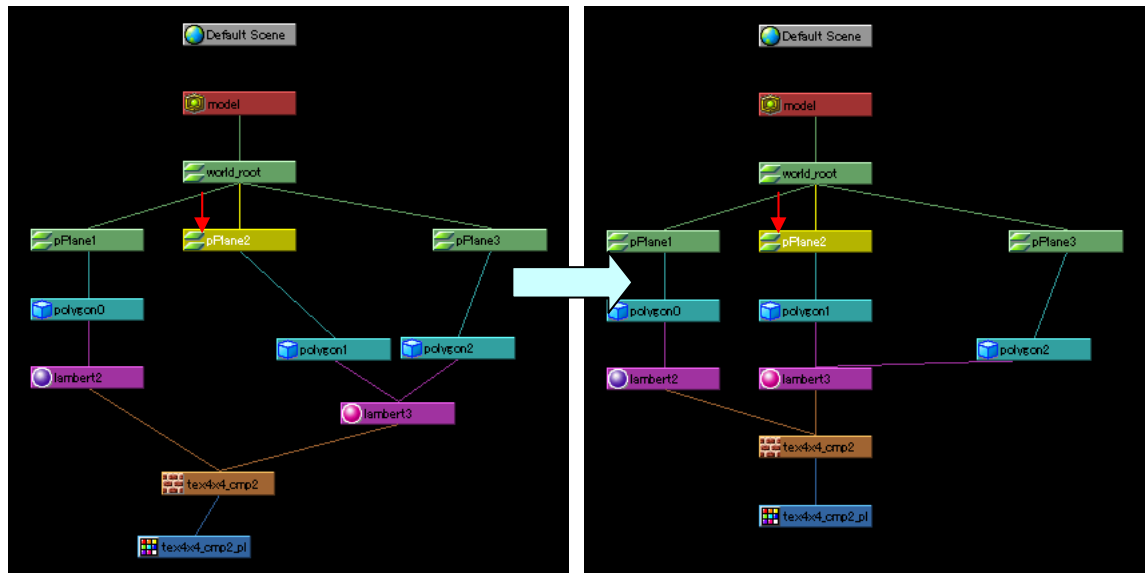 Default Scene
model
world_root
pPlane1
pPlane2
pPlane3
polygon0
polygon1
polygon2
lambert2
lambert3
tex4x4_cmp2
tex4x4_cmp2_pl
Default Scene
model
world_root
pPlane1
pPlane2
pPlane3
polygon0
polygon1
polygon2
lambert2
lambert3
tex4x4_cmp2
tex4x4_cmp2_pl